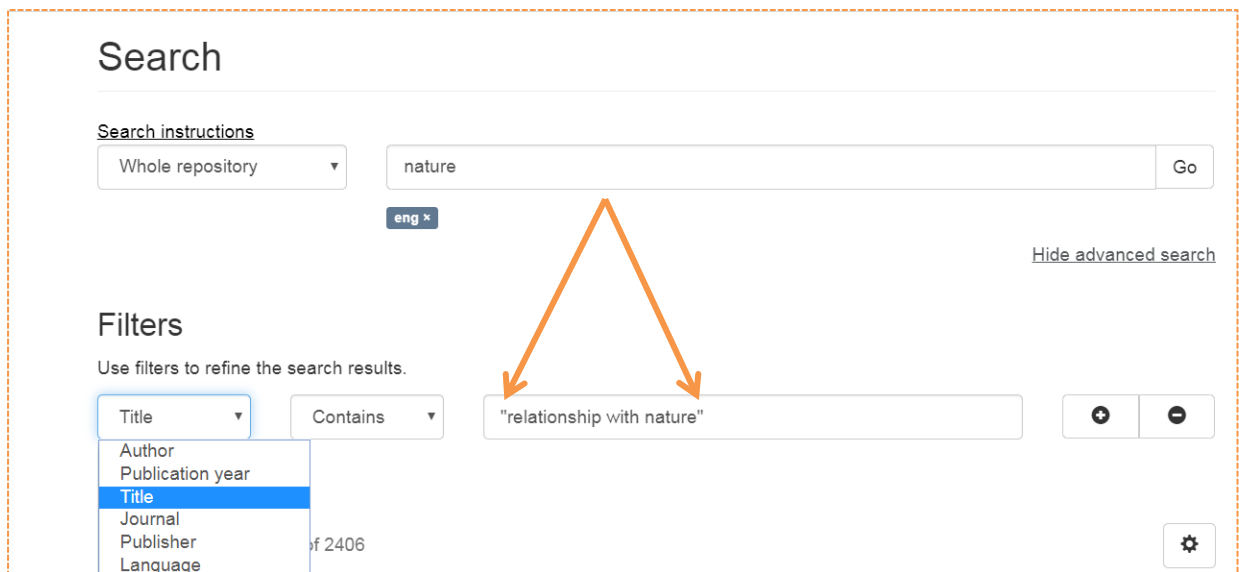 Search
Search instructions
Whole repository nature Go
eng ×
Hide advanced search
Filters
Use filters to refine the search results.
Title Contains "relationship with nature"
Author
Publication year
Title
Journal
Publisher of 2406
Language